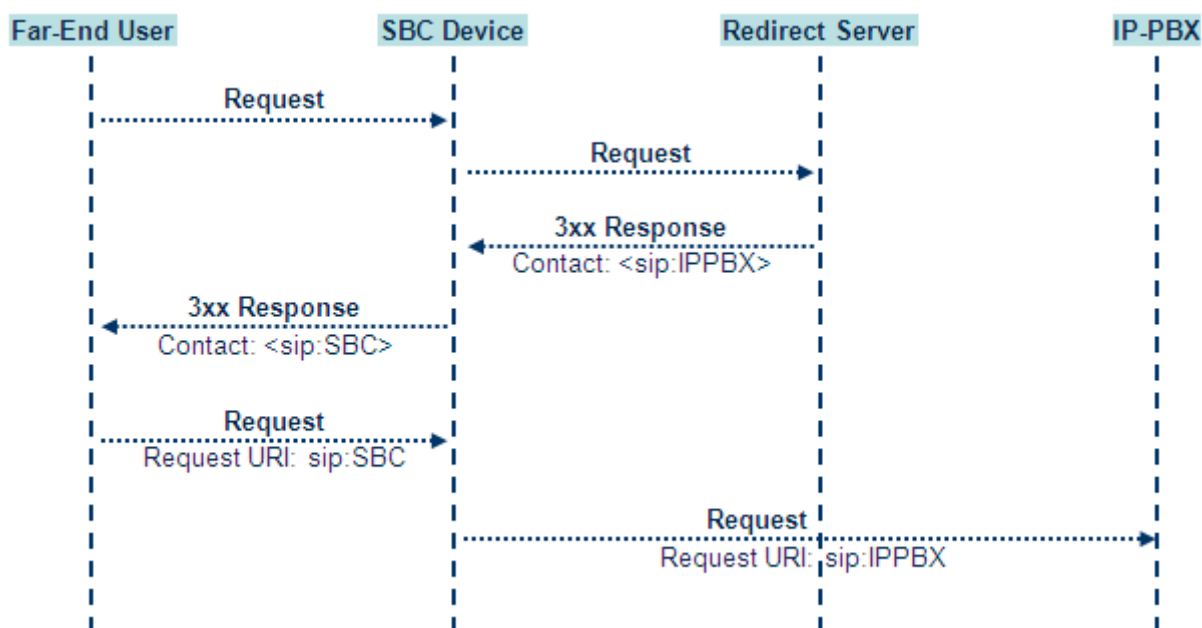 Far-End User SBC Device Redirect Server IP-PBX
Request
Request
3xx Response
Contact: <sip:IPPBX>
3xx Response
Contact: <sip:SBC>
Request
Request URI: sip:SBC
Request
Request URI: sip:IPPBX